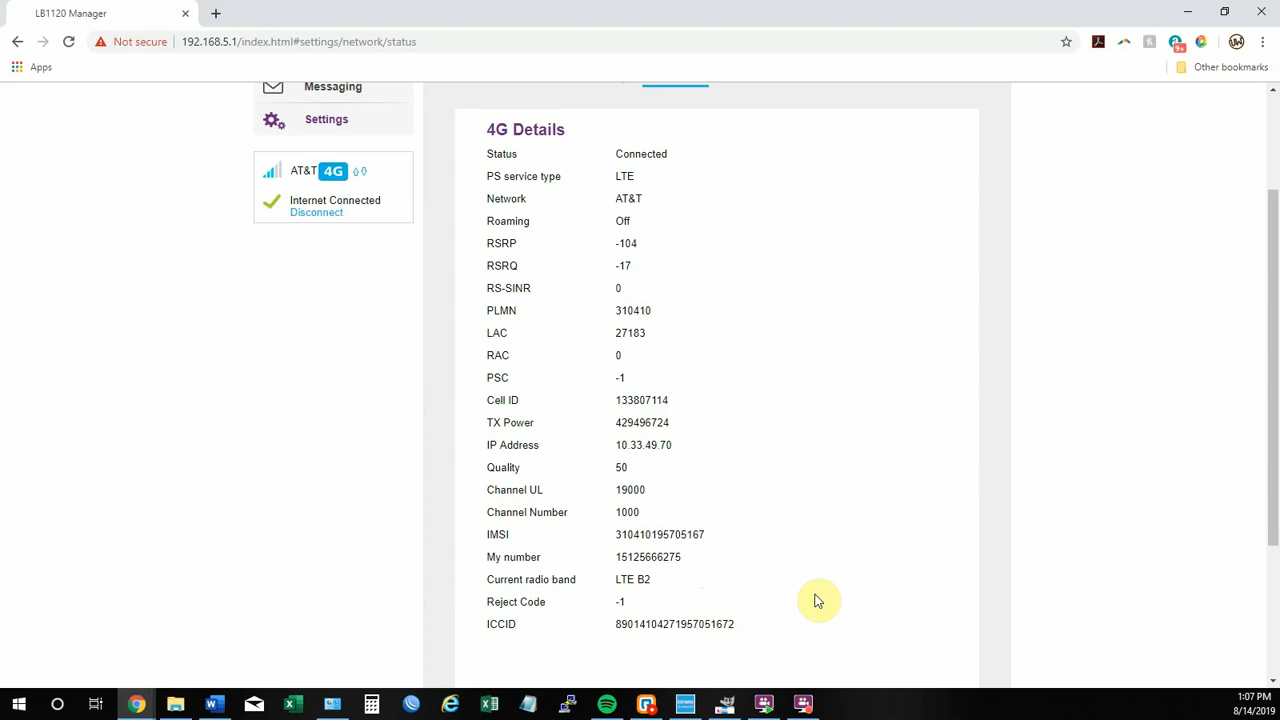 LB1120 Manager
Not secure 192.168.5.1/index.html#settings/network/status
9+
UW
Apps
Other bookmarks
Messaging
Settings
AT&T 4G
Internet Connected
Disconnect
4G Details
Status Connected
PS service type LTE
Network AT&T
Roaming Off
RSRP -104
RSRQ -17
RS-SINR 0
PLMN 310410
LAC 27183
RAC 0
PSC -1
Cell ID 133807114
TX Power 429496724
IP Address 10.33.49.70
Quality 50
Channel UL 19000
Channel Number 1000
IMSI 310410195705167
My number 15125666275
Current radio band LTE B2
Reject Code -1
ICCID 89014104271957051672
1:07 PM
8/14/2019